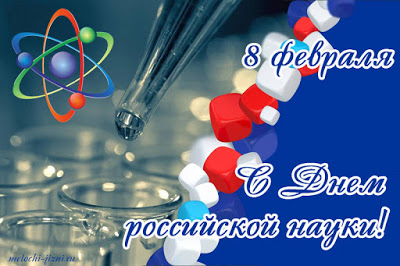 8 февраля
С Днем
российской науки!
melochi-jizni.ru